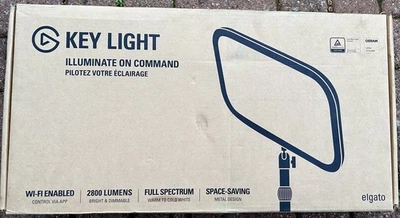 KEY LIGHT
ILLUMINATE ON COMMAND
PILOTEZ VOTRE ÉCLAIRAGE
OSRAM
WI-FI ENABLED
CONTROL VIA APP
2800 LUMENS
BRIGHT & DIMMABLE
FULL SPECTRUM
WARM TO COLD WHITE
SPACE-SAVING
METAL DESIGN
elgato